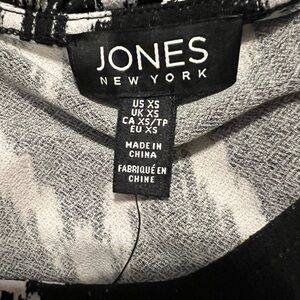 JONES
NEW YORK
US XS
UK XS
CA XS/TP
EU XS
MADE IN
CHINA
FABRIQUÉ EN
CHINE